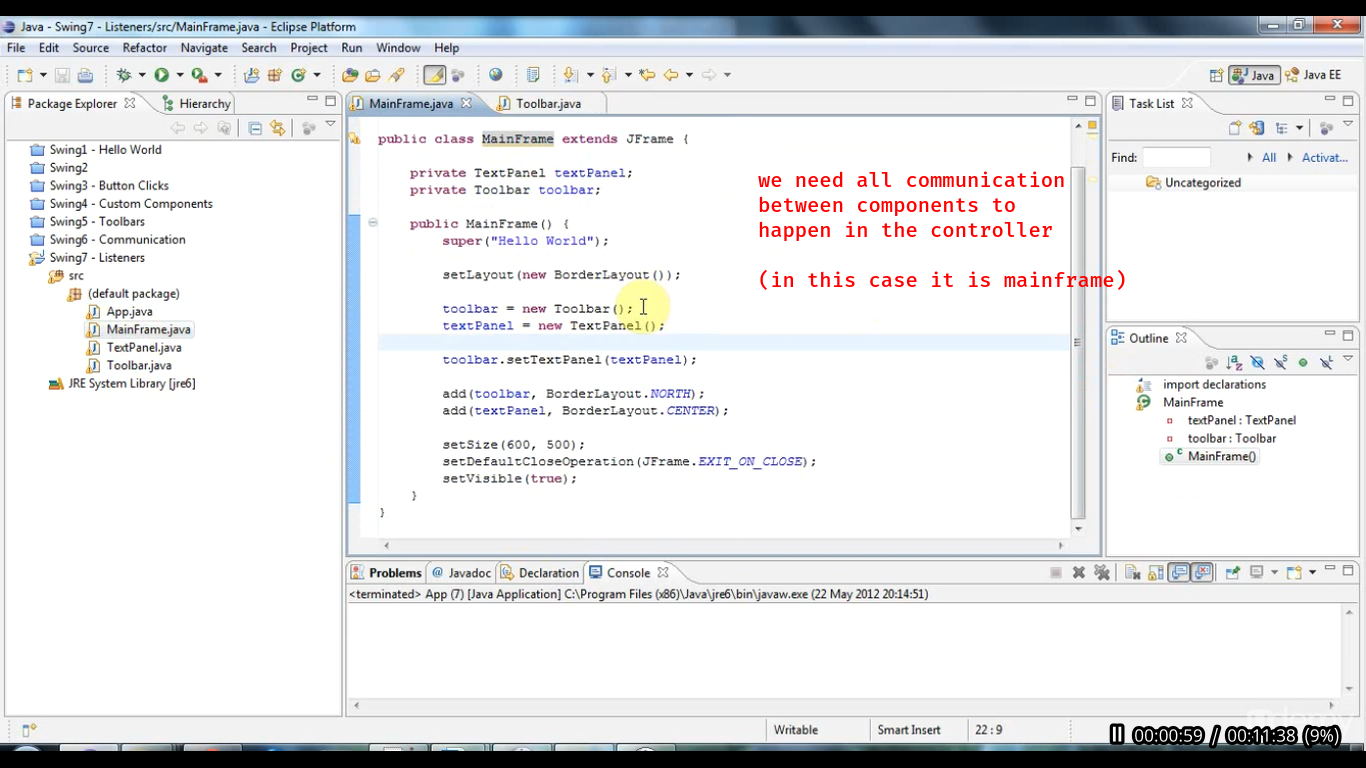 Java - Swing7 - Listeners/src/MainFrame.java - Eclipse Platform
File Edit Source Refactor Navigate Search Project Run Window Help
Java Java EE
Package Explorer Hierarchy
Swing1 - Hello World
Swing2
Swing3 - Button Clicks
Swing4 - Custom Components
Swing5 - Toolbars
Swing6 - Communication
Swing7 - Listeners
src
(default package)
App.java
MainFrame.java
TextPanel.java
Toolbar.java
JRE System Library [jre6]
MainFrame.java Toolbar.java
public class MainFrame extends JFrame {
private TextPanel textPanel;
private Toolbar toolbar;
public MainFrame() {
super("Hello World");
setLayout(new BorderLayout());
toolbar = new Toolbar();
textPanel = new TextPanel();
toolbar.setTextPanel(textPanel);
add(toolbar, BorderLayout.NORTH);
add(textPanel, BorderLayout.CENTER);
setSize(600, 500);
setDefaultCloseOperation(JFrame.EXIT_ON_CLOSE);
setVisible(true);
}
}
we need all communication
between components to
happen in the controller
(in this case it is mainframe)
Task List
Find: All Activat...
Uncategorized
Outline
import declarations
MainFrame
textPanel : TextPanel
toolbar : Toolbar
MainFrame()
Problems @ Javadoc Declaration Console
<terminated> App (7) [Java Application] C:\Program Files (x86)\Java\jre6\bin\javaw.exe (22 May 2012 20:14:51)
Writable Smart Insert 22 : 9
00:00:59 / 00:11:38 (9%)